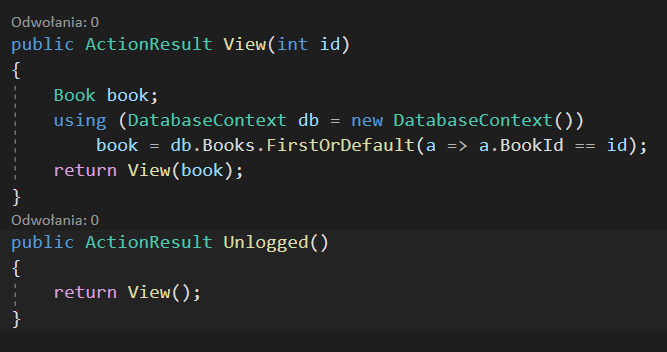 Odwołania: 0
public ActionResult View(int id)
{
    Book book;
    using (DatabaseContext db = new DatabaseContext())
        book = db.Books.FirstOrDefault(a => a.BookId == id);
    return View(book);
}
Odwołania: 0
public ActionResult Unlogged()
{
    return View();
}